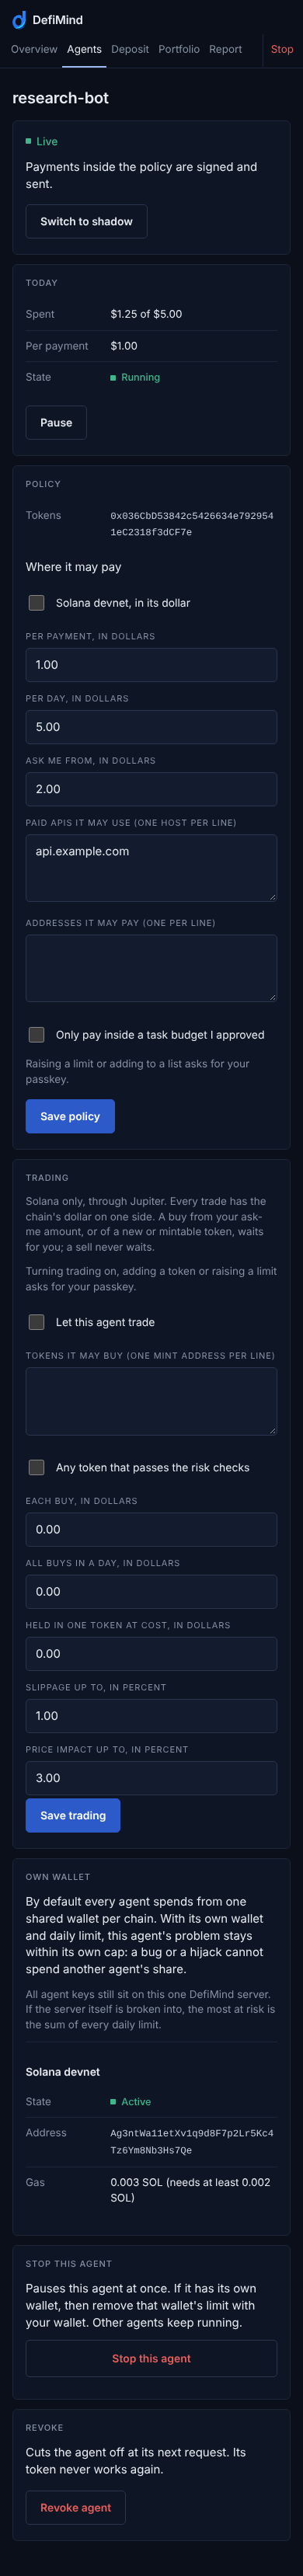 DefiMind
Overview Agents Deposit Portfolio Report Stop
research-bot
Live
Payments inside the policy are signed and
sent.
Switch to shadow
TODAY
Spent $1.25 of $5.00
Per payment $1.00
State Running
Pause
POLICY
Tokens 0x036CbD53842c5426634e792954
1eC2318f3dCF7e
Where it may pay
Solana devnet, in its dollar
PER PAYMENT, IN DOLLARS
1.00
PER DAY, IN DOLLARS
5.00
ASK ME FROM, IN DOLLARS
2.00
PAID APIS IT MAY USE (ONE HOST PER LINE)
api.example.com
ADDRESSES IT MAY PAY (ONE PER LINE)
Only pay inside a task budget I approved
Raising a limit or adding to a list asks for your
passkey.
Save policy
TRADING
Solana only, through Jupiter. Every trade has the
chain's dollar on one side. A buy from your ask-
me amount, or of a new or mintable token, waits
for you; a sell never waits.
Turning trading on, adding a token or raising a limit
asks for your passkey.
Let this agent trade
TOKENS IT MAY BUY (ONE MINT ADDRESS PER LINE)
Any token that passes the risk checks
EACH BUY, IN DOLLARS
0.00
ALL BUYS IN A DAY, IN DOLLARS
0.00
HELD IN ONE TOKEN AT COST, IN DOLLARS
0.00
SLIPPAGE UP TO, IN PERCENT
1.00
PRICE IMPACT UP TO, IN PERCENT
3.00
Save trading
OWN WALLET
By default every agent spends from one
shared wallet per chain. With its own wallet
and daily limit, this agent's problem stays
within its own cap: a bug or a hijack cannot
spend another agent's share.
All agent keys still sit on this one DefiMind server.
If the server itself is broken into, the most at risk is
the sum of every daily limit.
Solana devnet
State Active
Address Ag3ntWa11etXv1q9d8F7p2Lr5Kc4
Tz6Ym8Nb3Hs7Qe
Gas 0.003 SOL (needs at least 0.002
SOL)
STOP THIS AGENT
Pauses this agent at once. If it has its own
wallet, then remove that wallet's limit with
your wallet. Other agents keep running.
Stop this agent
REVOKE
Cuts the agent off at its next request. Its
token never works again.
Revoke agent